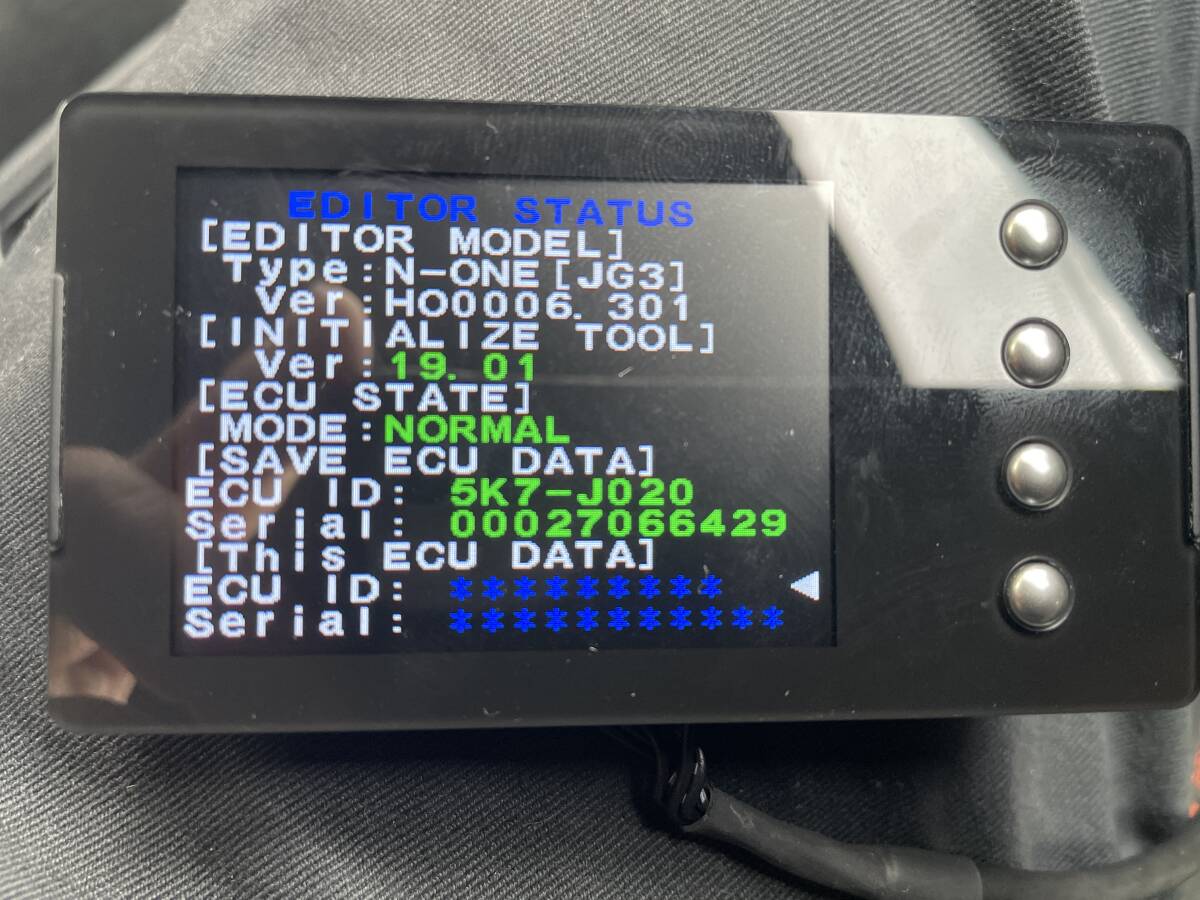 EDITOR STATUS
[EDITOR MODEL]
Type:N-ONE[JG3]
Ver:HO0006.301
[INITIALIZE TOOL]
Ver:19.01
[ECU STATE]
MODE:NORMAL
[SAVE ECU DATA]
ECU ID: 5K7-J020
Serial: 00027066429
[This ECU DATA]
ECU ID: *********
Serial: ***********